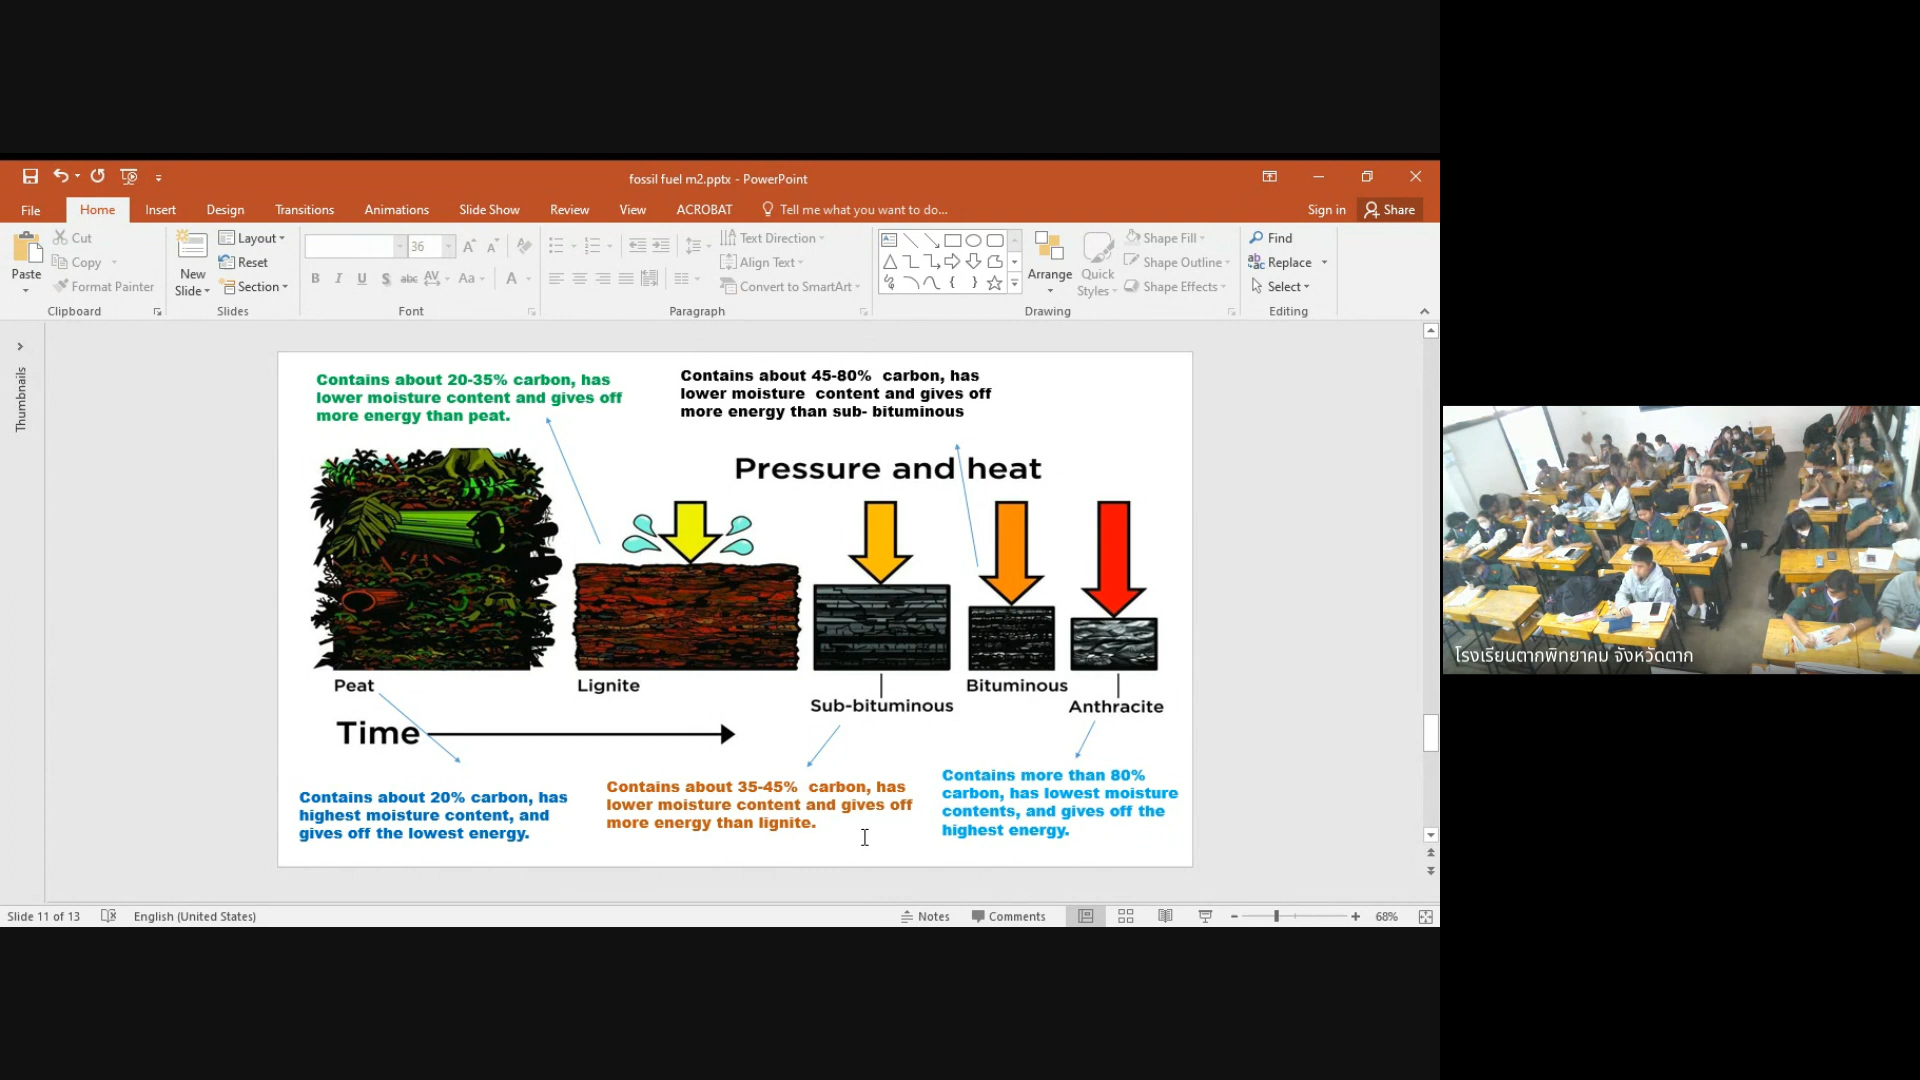 fossil fuel m2.pptx - PowerPoint
File Home Insert Design Transitions Animations Slide Show Review View ACROBAT Tell me what you want to do... Sign in Share
Paste
Cut
Copy
Format Painter
Clipboard
New
Slide
Layout
Reset
Section
Slides
36
B I U S abc AV Aa A
Font
Text Direction
Align Text
Convert to SmartArt
Paragraph
Arrange
Quick
Styles
Shape Fill
Shape Outline
Shape Effects
Drawing
Find
Replace
Select
Editing
Thumbnails
Contains about 20-35% carbon, has
lower moisture content and gives off
more energy than peat.
Contains about 45-80% carbon, has
lower moisture content and gives off
more energy than sub- bituminous
Pressure and heat
Peat
Lignite
Sub-bituminous
Bituminous
Anthracite
Time
Contains about 20% carbon, has
highest moisture content, and
gives off the lowest energy.
Contains about 35-45% carbon, has
lower moisture content and gives off
more energy than lignite.
Contains more than 80%
carbon, has lowest moisture
contents, and gives off the
highest energy.
Slide 11 of 13 English (United States) Notes Comments 68%
โรงเรียนตากพิทยาคม จังหวัดตาก